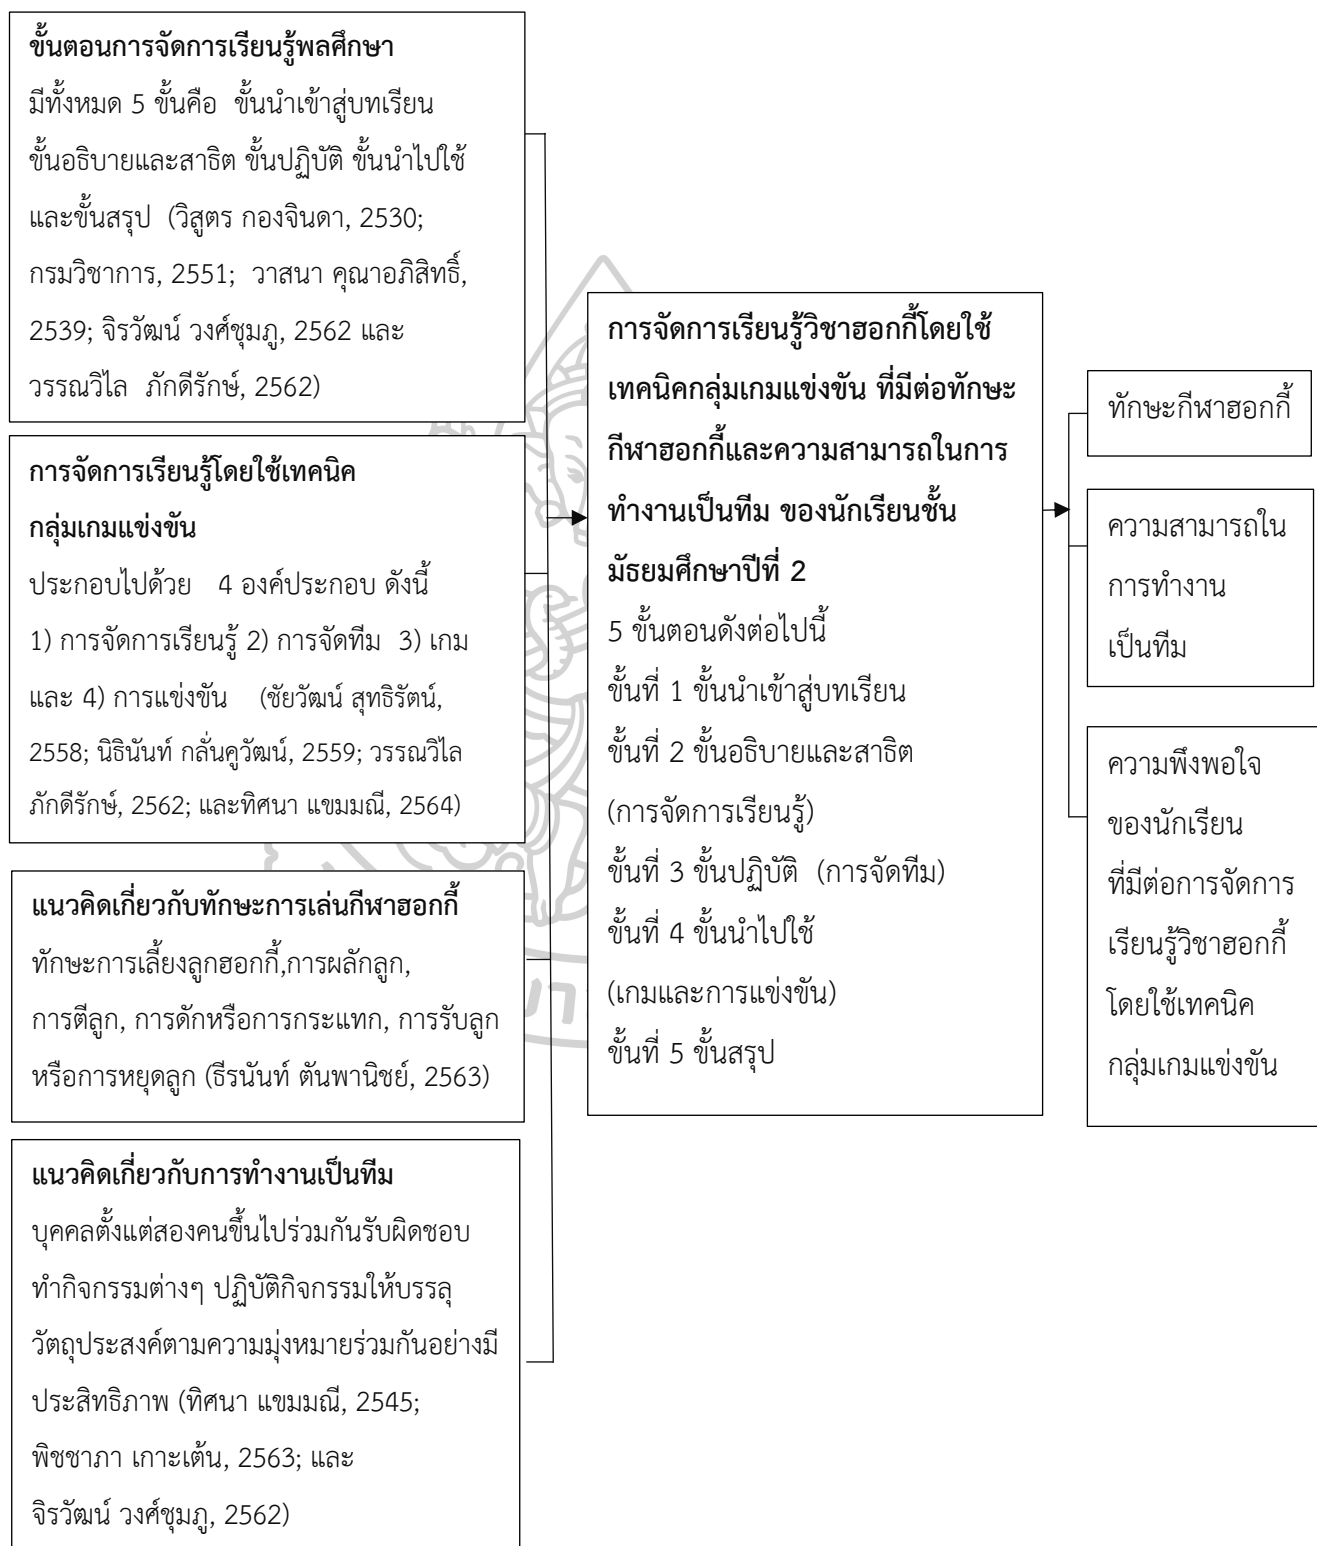 ขั้นตอนการจัดการเรียนรู้พลศึกษา
มีทั้งหมด 5 ขั้นคือ ขั้นนำเข้าสู่บทเรียน
ขั้นอธิบายและสาธิต ขั้นปฏิบัติ ขั้นนำไปใช้
และขั้นสรุป (วิสูตร กองจินดา, 2530;
กรมวิชาการ, 2551; วาสนา คุณาอภิสิทธิ์,
2539; จิรวัฒน์ วงศ์ชุมภู, 2562 และ
วรรณวิไล ภักดีรักษ์, 2562)
การจัดการเรียนรู้โดยใช้เทคนิค
กลุ่มเกมแข่งขัน
ประกอบไปด้วย 4 องค์ประกอบ ดังนี้
1) การจัดการเรียนรู้ 2) การจัดทีม 3) เกม
และ 4) การแข่งขัน (ชัยวัฒน์ สุทธิรัตน์,
2558; นิธินันท์ กลั่นคูวัฒน์, 2559; วรรณวิไล
ภักดีรักษ์, 2562; และทิศนา แขมมณี, 2564)
แนวคิดเกี่ยวกับทักษะการเล่นกีฬาฮอกกี้
ทักษะการเลี้ยงลูกฮอกกี้,การผลักลูก,
การตีลูก, การดักหรือการกระแทก, การรับลูก
หรือการหยุดลูก (ธีรนันท์ ตันพานิชย์, 2563)
แนวคิดเกี่ยวกับการทำงานเป็นทีม
บุคคลตั้งแต่สองคนขึ้นไปร่วมกันรับผิดชอบ
ทำกิจกรรมต่างๆ ปฏิบัติกิจกรรมให้บรรลุ
วัตถุประสงค์ตามความมุ่งหมายร่วมกันอย่างมี
ประสิทธิภาพ (ทิศนา แขมมณี, 2545;
พิชชาภา เกาะเต้น, 2563; และ
จิรวัฒน์ วงศ์ชุมภู, 2562)
การจัดการเรียนรู้วิชาฮอกกี้โดยใช้
เทคนิคกลุ่มเกมแข่งขัน ที่มีต่อทักษะ
กีฬาฮอกกี้และความสามารถในการ
ทำงานเป็นทีม ของนักเรียนชั้น
มัธยมศึกษาปีที่ 2
5 ขั้นตอนดังต่อไปนี้
ขั้นที่ 1 ขั้นนำเข้าสู่บทเรียน
ขั้นที่ 2 ขั้นอธิบายและสาธิต
(การจัดการเรียนรู้)
ขั้นที่ 3 ขั้นปฏิบัติ (การจัดทีม)
ขั้นที่ 4 ขั้นนำไปใช้
(เกมและการแข่งขัน)
ขั้นที่ 5 ขั้นสรุป
ทักษะกีฬาฮอกกี้
ความสามารถใน
การทำงาน
เป็นทีม
ความพึงพอใจ
ของนักเรียน
ที่มีต่อการจัดการ
เรียนรู้วิชาฮอกกี้
โดยใช้เทคนิค
กลุ่มเกมแข่งขัน